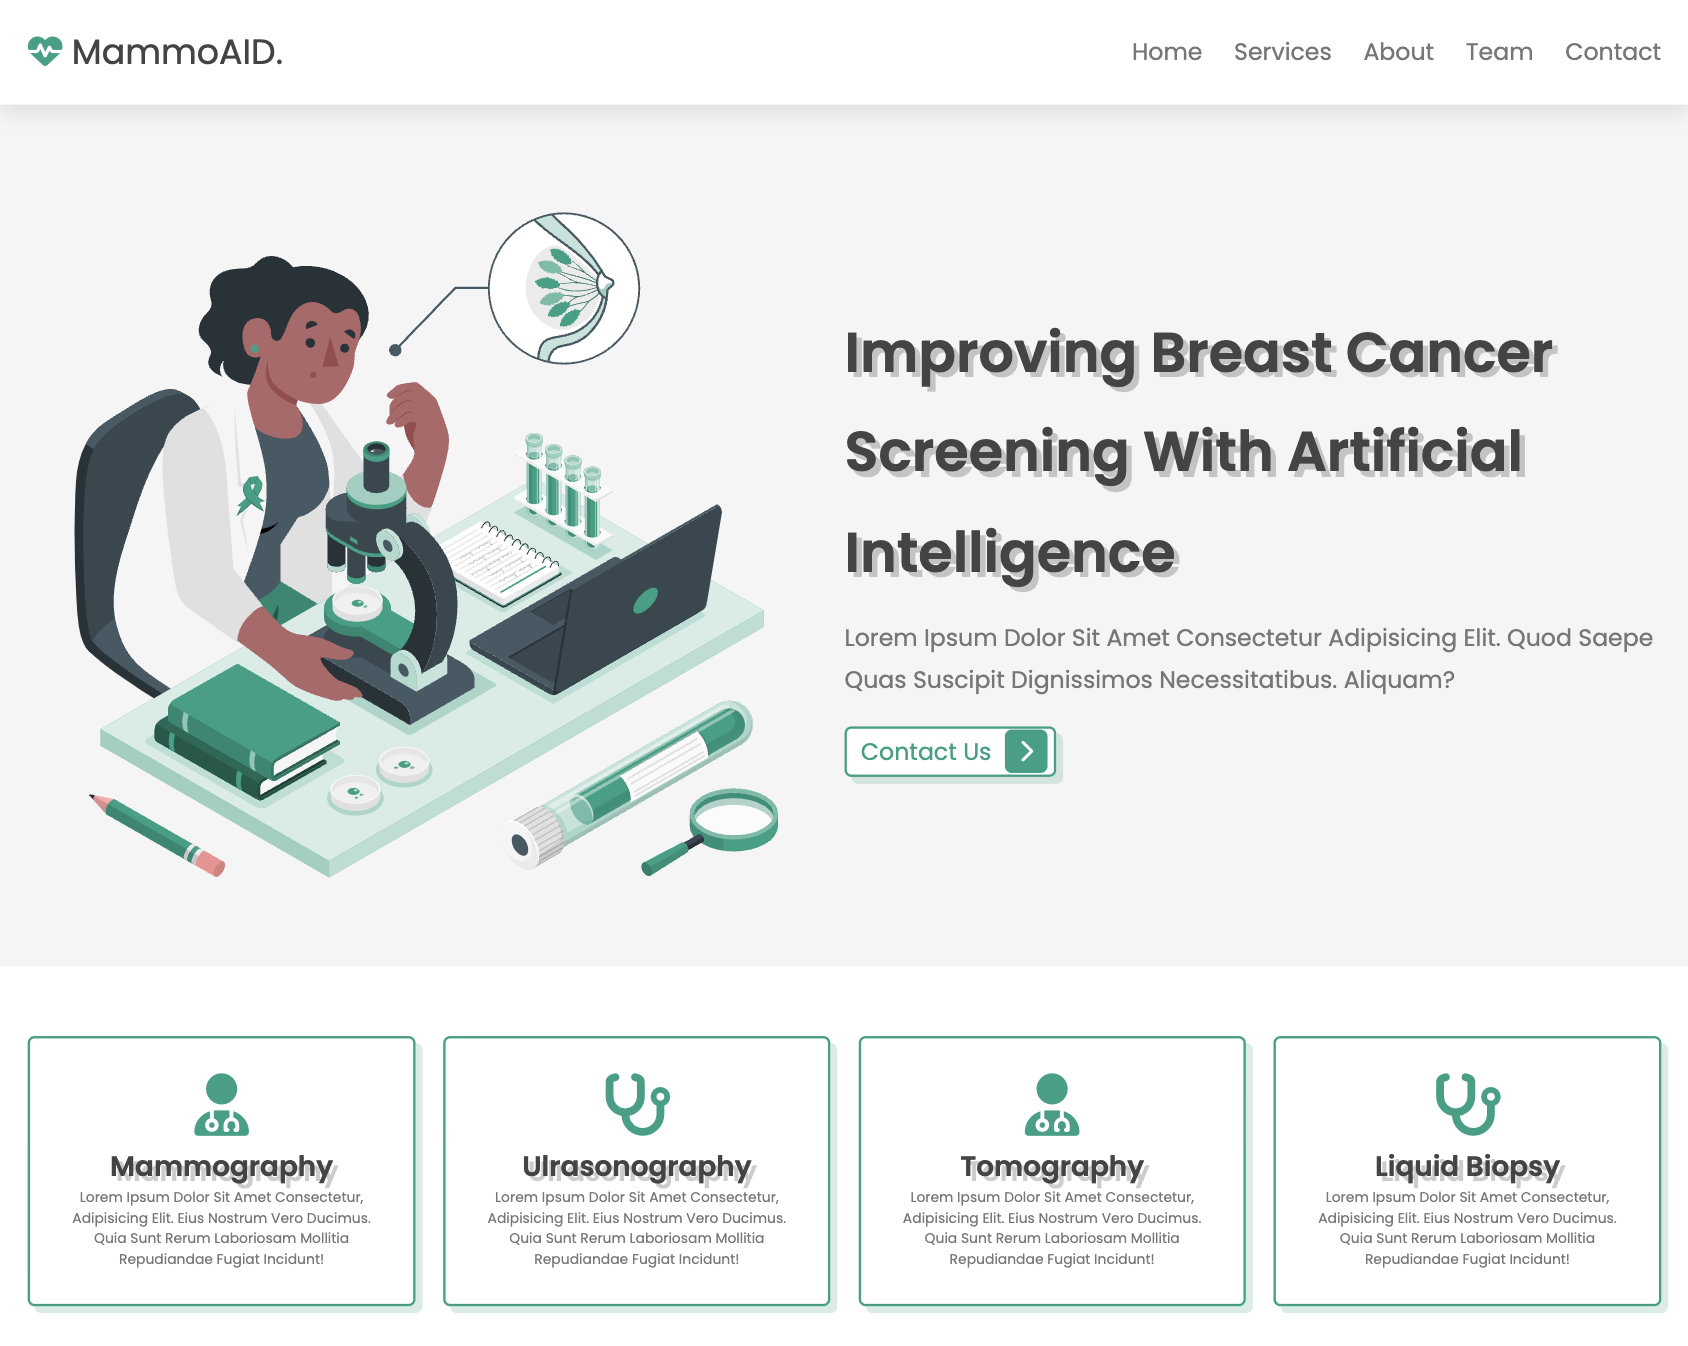 MammoAID.
Home
Services
About
Team
Contact
Improving Breast Cancer
Screening With Artificial
Intelligence
Lorem Ipsum Dolor Sit Amet Consectetur Adipisicing Elit. Quod Saepe
Quas Suscipit Dignissimos Necessitatibus. Aliquam?
Contact Us
Mammography
Lorem Ipsum Dolor Sit Amet Consectetur,
Adipisicing Elit. Eius Nostrum Vero Ducimus.
Quia Sunt Rerum Laboriosam Mollitia
Repudiandae Fugiat Incidunt!
Ulrasonography
Lorem Ipsum Dolor Sit Amet Consectetur,
Adipisicing Elit. Eius Nostrum Vero Ducimus.
Quia Sunt Rerum Laboriosam Mollitia
Repudiandae Fugiat Incidunt!
Tomography
Lorem Ipsum Dolor Sit Amet Consectetur,
Adipisicing Elit. Eius Nostrum Vero Ducimus.
Quia Sunt Rerum Laboriosam Mollitia
Repudiandae Fugiat Incidunt!
Liquid Biopsy
Lorem Ipsum Dolor Sit Amet Consectetur,
Adipisicing Elit. Eius Nostrum Vero Ducimus.
Quia Sunt Rerum Laboriosam Mollitia
Repudiandae Fugiat Incidunt!